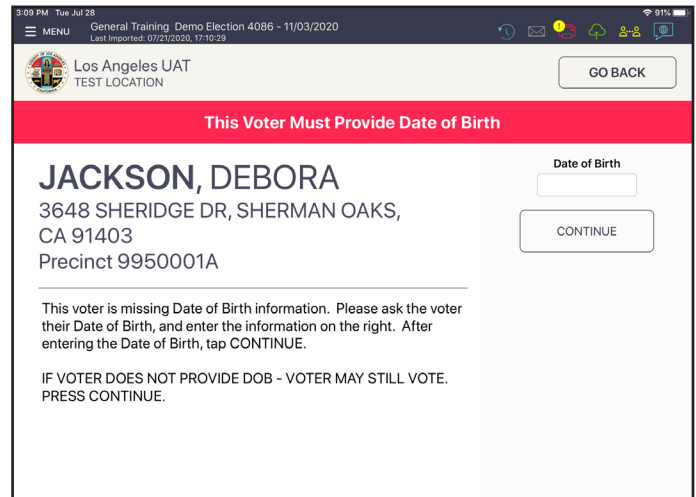 3:09 PM Tue Jul 28
91%
MENU
General Training Demo Election 4086 - 11/03/2020
Last Imported: 07/21/2020, 17:10:29
Los Angeles UAT
TEST LOCATION
GO BACK
This Voter Must Provide Date of Birth
JACKSON, DEBORA
3648 SHERIDGE DR, SHERMAN OAKS,
CA 91403
Precinct 9950001A
Date of Birth
CONTINUE
This voter is missing Date of Birth information. Please ask the voter
their Date of Birth, and enter the information on the right. After
entering the Date of Birth, tap CONTINUE.
IF VOTER DOES NOT PROVIDE DOB - VOTER MAY STILL VOTE.
PRESS CONTINUE.